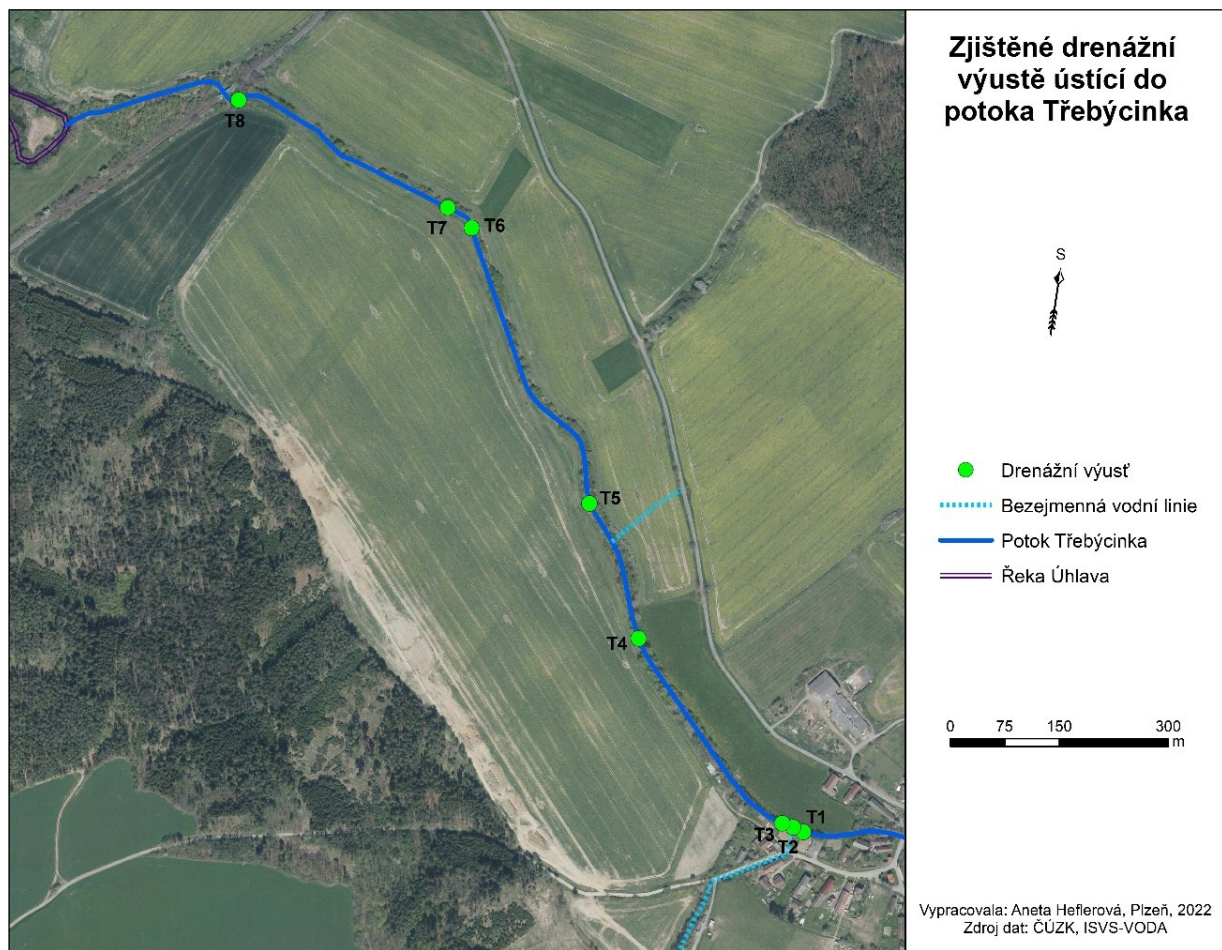 Zjištěné drenážní
výustě ústící do
potoka Třebýcinka
S
Drenážní výusť
Bezejmenná vodní linie
Potok Třebýcinka
Řeka Úhlava
0 75 150 300
m
Vypracovala: Aneta Heflerová, Plzeň, 2022
Zdroj dat: ČÚZK, ISVS-VODA
T8
T7
T6
T5
T4
T3
T1
T2